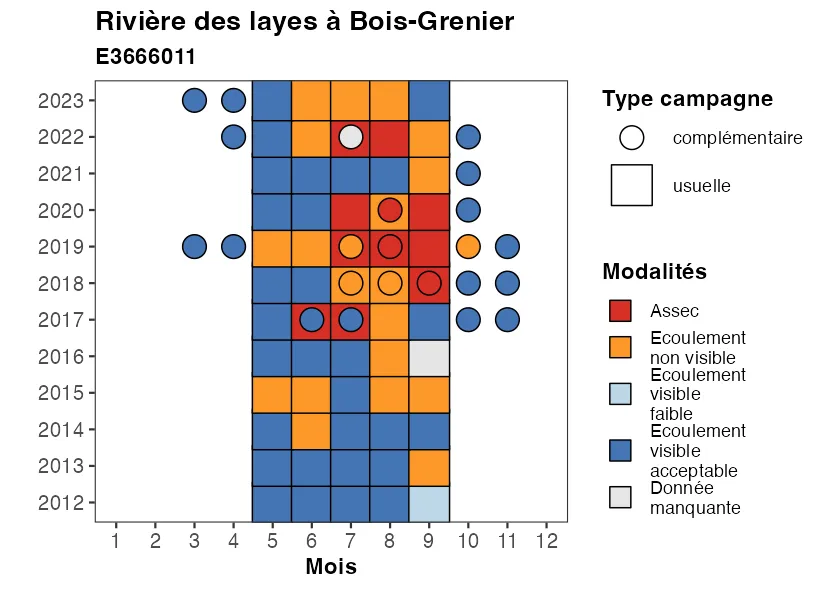 Rivière des layes à Bois-Grenier
E3666011
2023
2022
2021
2020
2019
2018
2017
2016
2015
2014
2013
2012
1 2 3 4 5 6 7 8 9 10 11 12
Mois
Type campagne
complémentaire
usuelle
Modalités
Assec
Ecoulement
non visible
Ecoulement
visible
faible
Ecoulement
visible
acceptable
Donnée
manquante